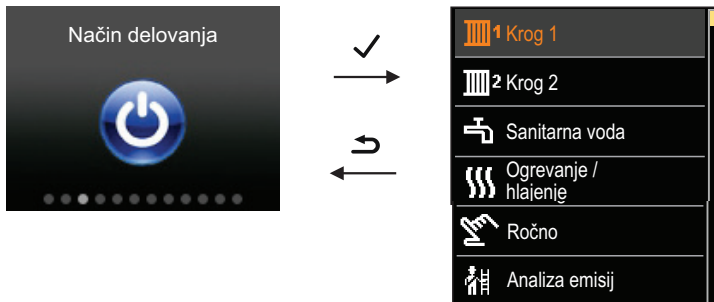 Način delovanja
1 Krog 1
2 Krog 2
Sanitarna voda
Ogrevanje /
hlajenje
Ročno
Analiza emisij